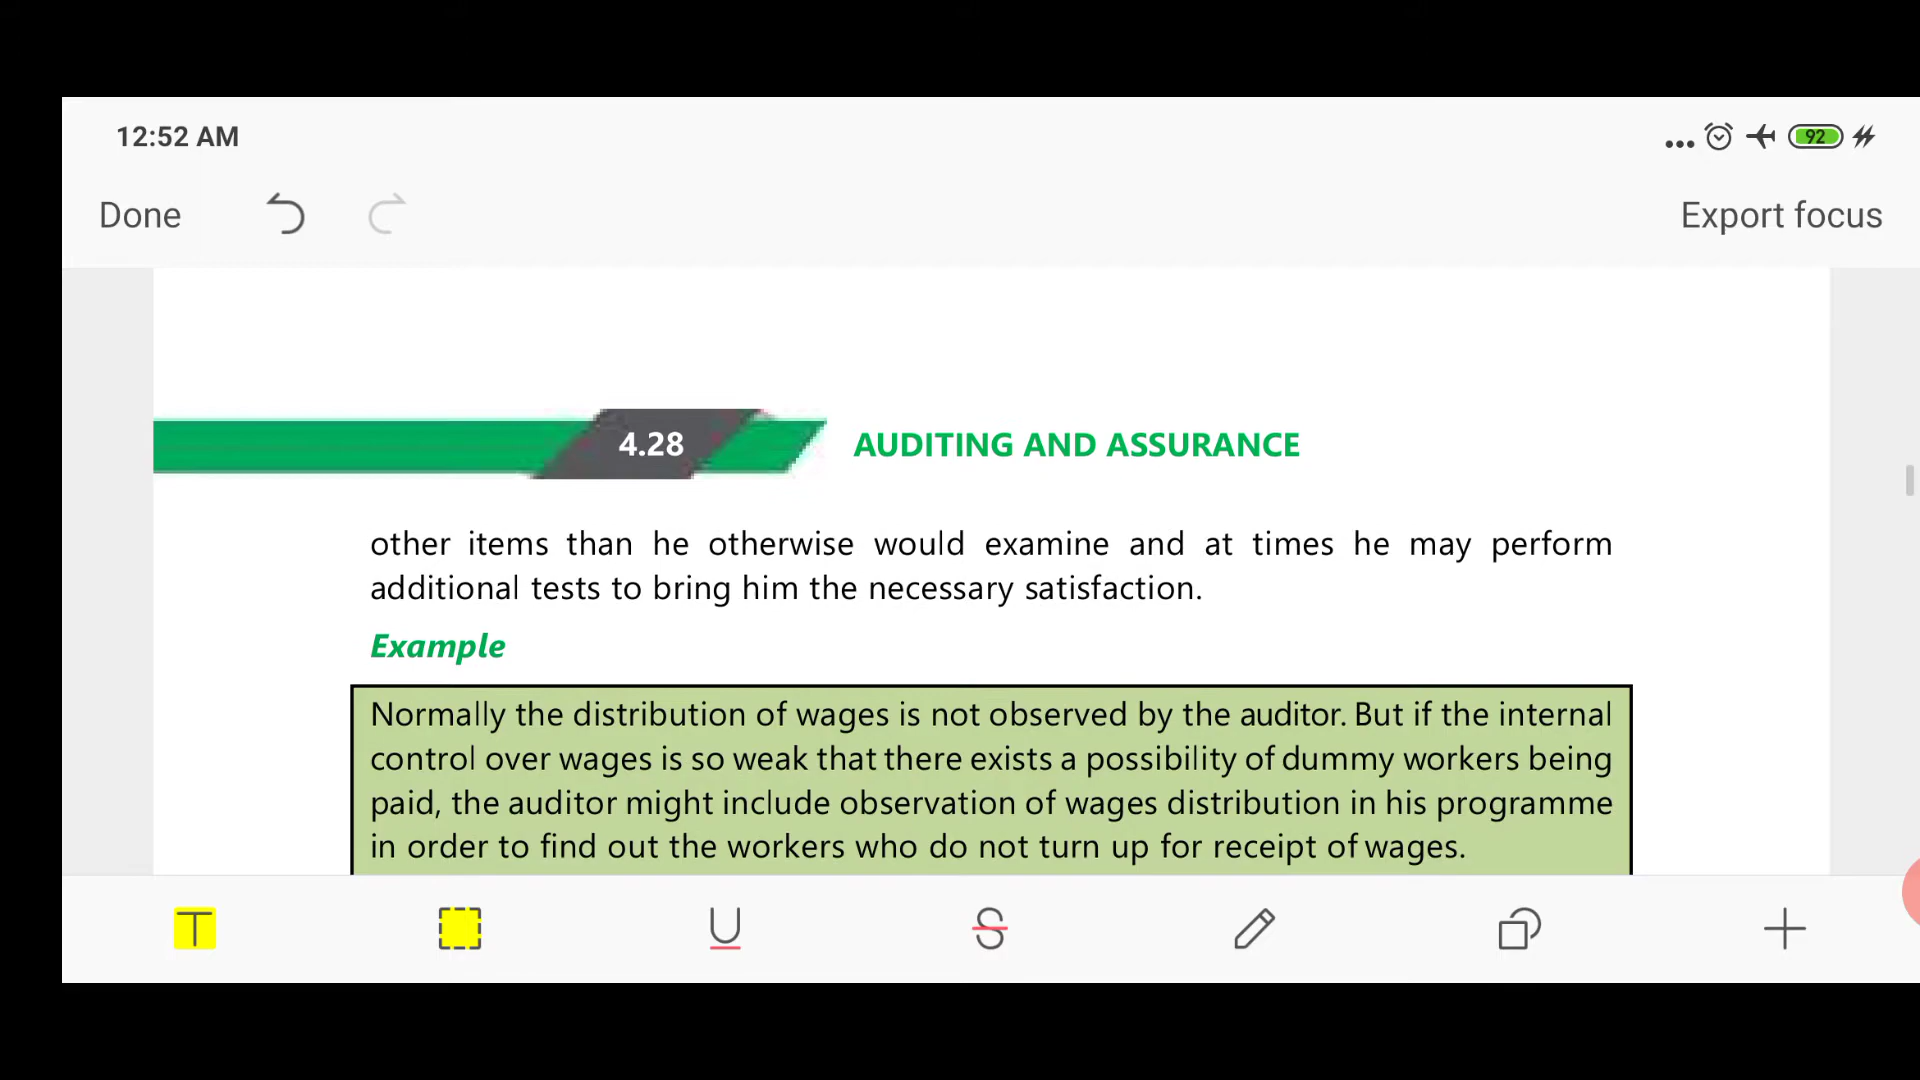 12:52 AM
92
Done
Export focus
4.28 AUDITING AND ASSURANCE
other items than he otherwise would examine and at times he may perform
additional tests to bring him the necessary satisfaction.
Example
Normally the distribution of wages is not observed by the auditor. But if the internal
control over wages is so weak that there exists a possibility of dummy workers being
paid, the auditor might include observation of wages distribution in his programme
in order to find out the workers who do not turn up for receipt of wages.
T
U
S